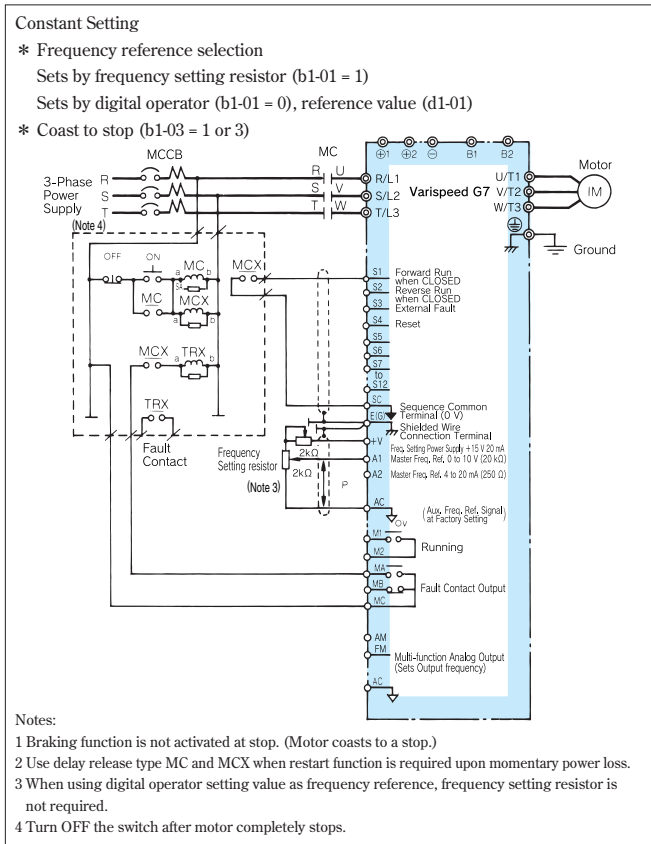 Constant Setting
* Frequency reference selection
Sets by frequency setting resistor (b1-01 = 1)
Sets by digital operator (b1-01 = 0), reference value (d1-01)
* Coast to stop (b1-03 = 1 or 3)
⊕1 ⊕2 ⊖ B1 B2
MCCB MC
3-Phase
Power
Supply
(Note 4)
R R U R/L1
S S V S/L2
T T W T/L3
Varispeed G7
U/T1
V/T2
W/T3
Motor
IM
Ground
OFF ON MC MCX
a b
SA
MC MCX
a b
MCX TRX
a b
TRX
Fault
Contact
S1 Forward Run
when CLOSED
S2 Reverse Run
when CLOSED
S3 External Fault
S4 Reset
S5
S6
S7
to
S12
SC Sequence Common
Terminal (0 V)
E(G) Shielded Wire
Connection Terminal
+V Freq. Setting Power Supply +15 V 20 mA
A1 Master Freq. Ref. 0 to 10 V (20 kΩ)
A2 Master Freq. Ref. 4 to 20 mA (250 Ω)
Frequency
Setting resistor
(Note 3)
2kΩ
2kΩ
P
AC (Aux. Freq. Ref. Signal
at Factory Setting)
0V
M1
M2 Running
MA
MB Fault Contact Output
MC
AM
FM Multi-function Analog Output
(Sets Output frequency)
AC
Notes:
1 Braking function is not activated at stop. (Motor coasts to a stop.)
2 Use delay release type MC and MCX when restart function is required upon momentary power loss.
3 When using digital operator setting value as frequency reference, frequency setting resistor is
not required.
4 Turn OFF the switch after motor completely stops.